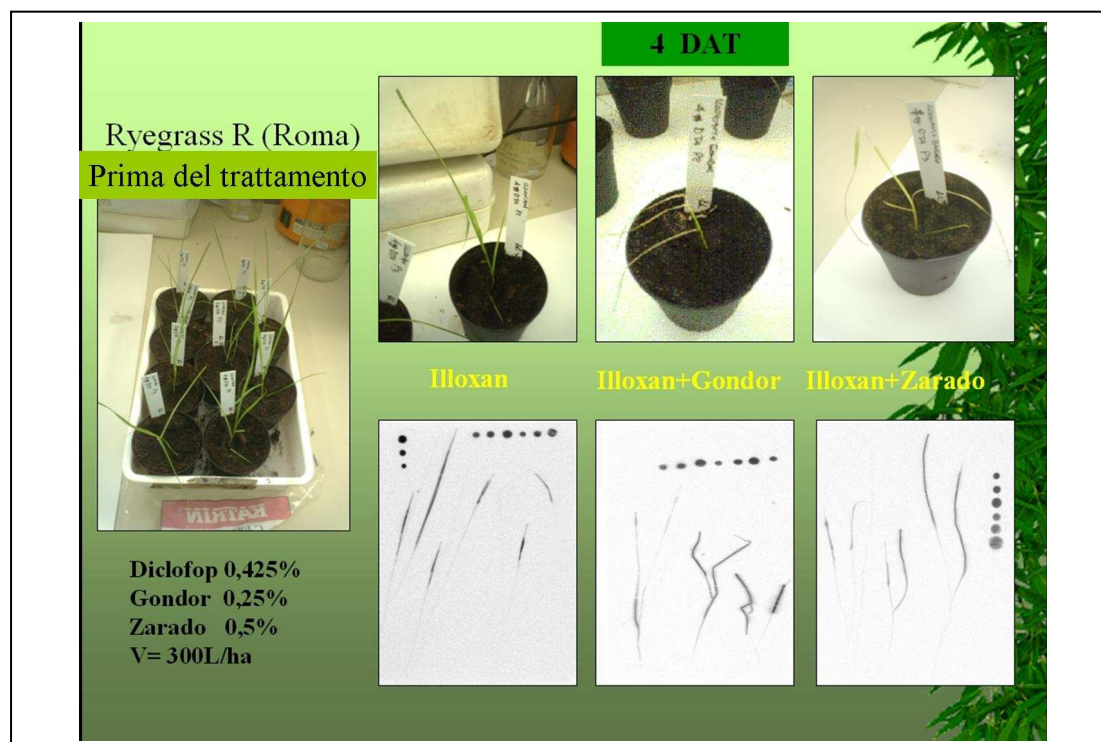 4 DAT
Ryegrass R (Roma)
Prima del trattamento
Illoxan
Illoxan+Gondor
Illoxan+Zarado
KATRIN
Diclofop 0,425%
Gondor 0,25%
Zarado 0,5%
V= 300L/ha